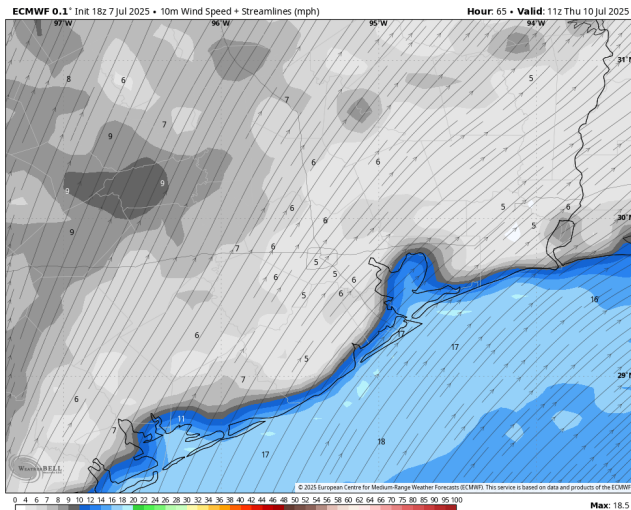 ECMWF 0.1° Init 18z 7 Jul 2025 • 10m Wind Speed + Streamlines (mph)
Hour: 65 • Valid: 11z Thu 10 Jul 2025
97°W 96°W 95°W 94°W
31°N
8 6 5
7
9 7
6 6
9 9
6 5 6
30°N
9 6 5
7 6
5
5
6 6
5 6
16
17
6 17
5
29°N
7
6
11
7 18
17
WeatherBELL
© 2025 European Centre for Medium-Range Weather Forecasts (ECMWF). This service is based on data and products of the ECMWF
0 4 6 7 8 9 10 12 14 16 18 20 22 24 26 28 30 32 34 36 38 40 42 44 46 48 50 52 54 56 58 60 62 64 66 70 75 80 85 90 95 100
Max: 18.5